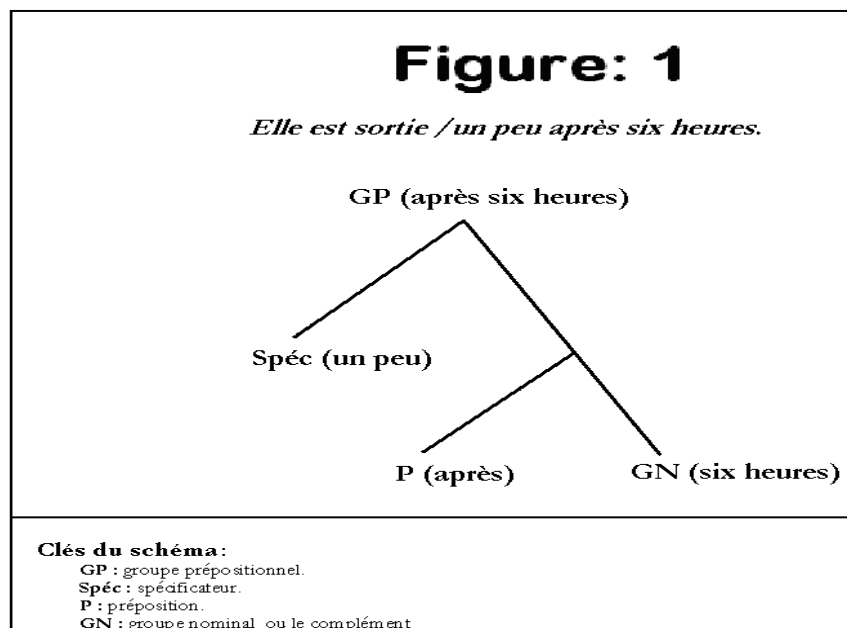 Figure: 1
Elle est sortie /un peu après six heures.
GP (après six heures)
Spéc (un peu)
P (après)
GN (six heures)
Clés du schéma:
GP : groupe prépositionnel.
Spéc : spécificateur.
P : préposition.
GN : groupe nominal ou le complément